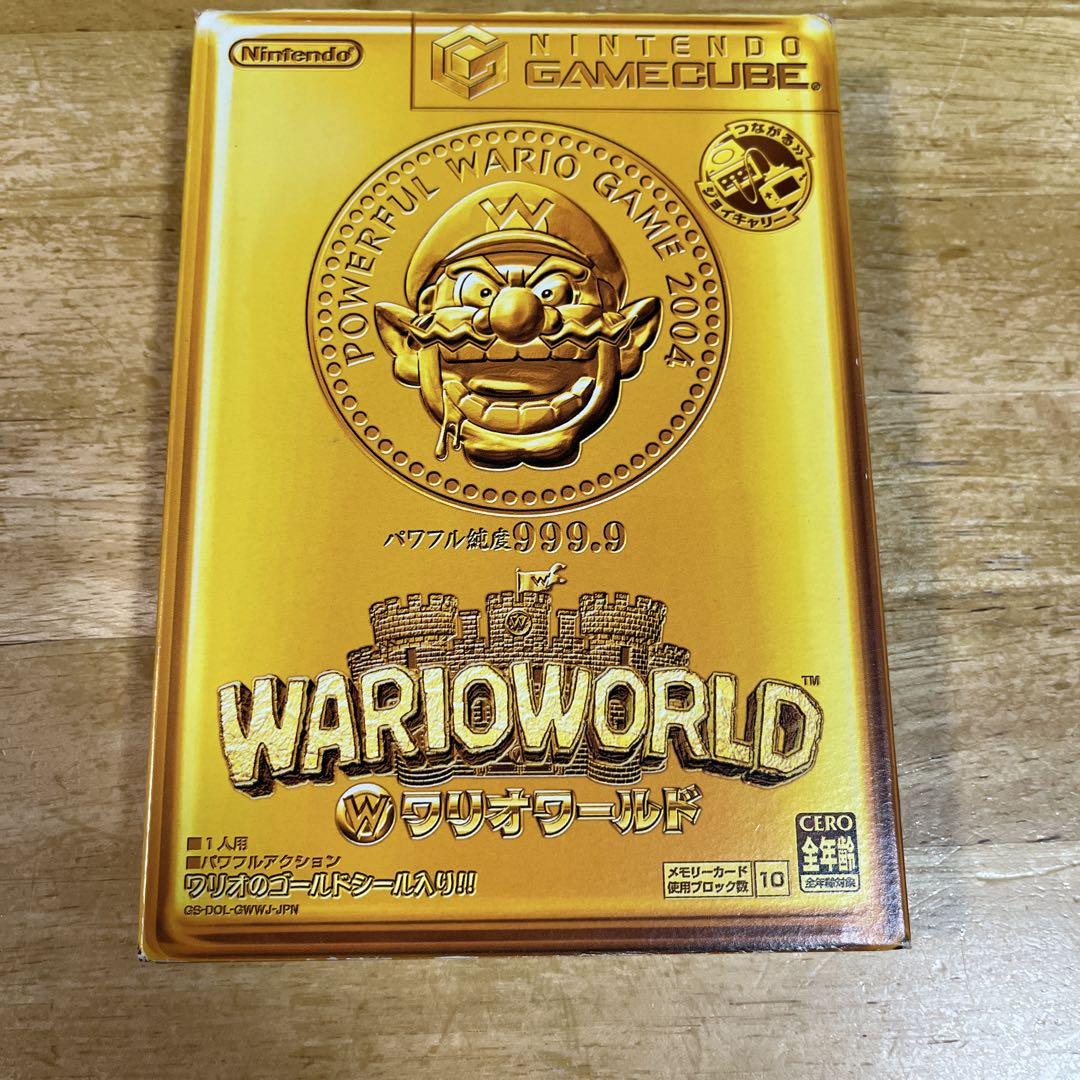 Nintendo
NINTENDO
GAMECUBE
つながる»
ジョイキャリー
POWERFUL WARIO GAME 2004
W
パワフル純度999.9
W
W
WARIOWORLD™
W ワリオワールド
■1人用
■パワフルアクション
ワリオのゴールドシール入り!!
GS-DOL-GWWJ-JPN
メモリーカード
使用ブロック数 10
CERO
全年齢
全年齢対象